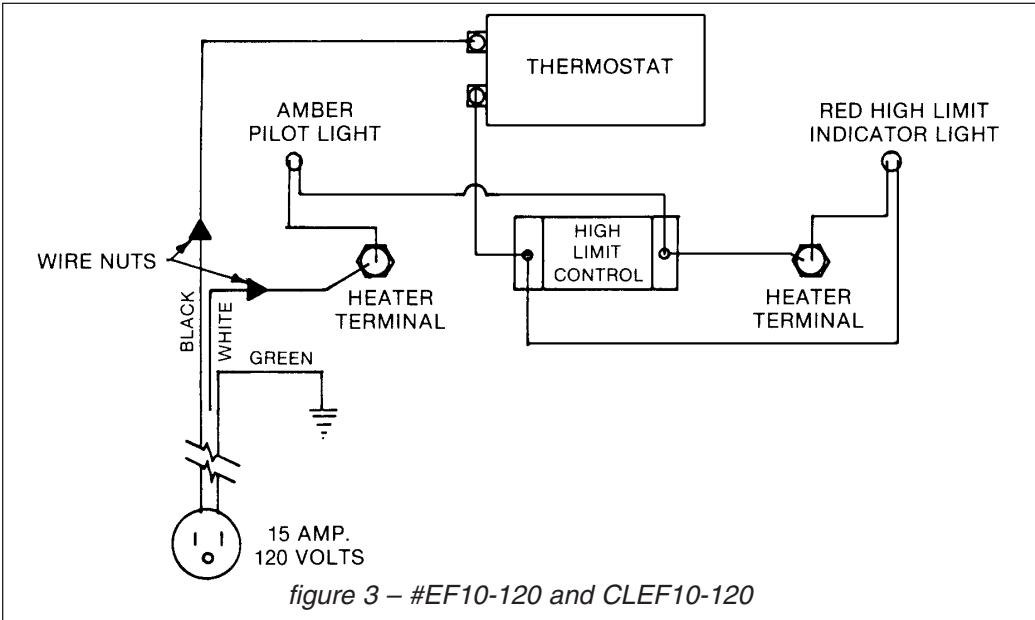 THERMOSTAT
AMBER
PILOT LIGHT
RED HIGH LIMIT
INDICATOR LIGHT
HIGH
LIMIT
CONTROL
WIRE NUTS
HEATER
TERMINAL
HEATER
TERMINAL
BLACK
WHITE
GREEN
15 AMP.
120 VOLTS
figure 3 – #EF10-120 and CLEF10-120